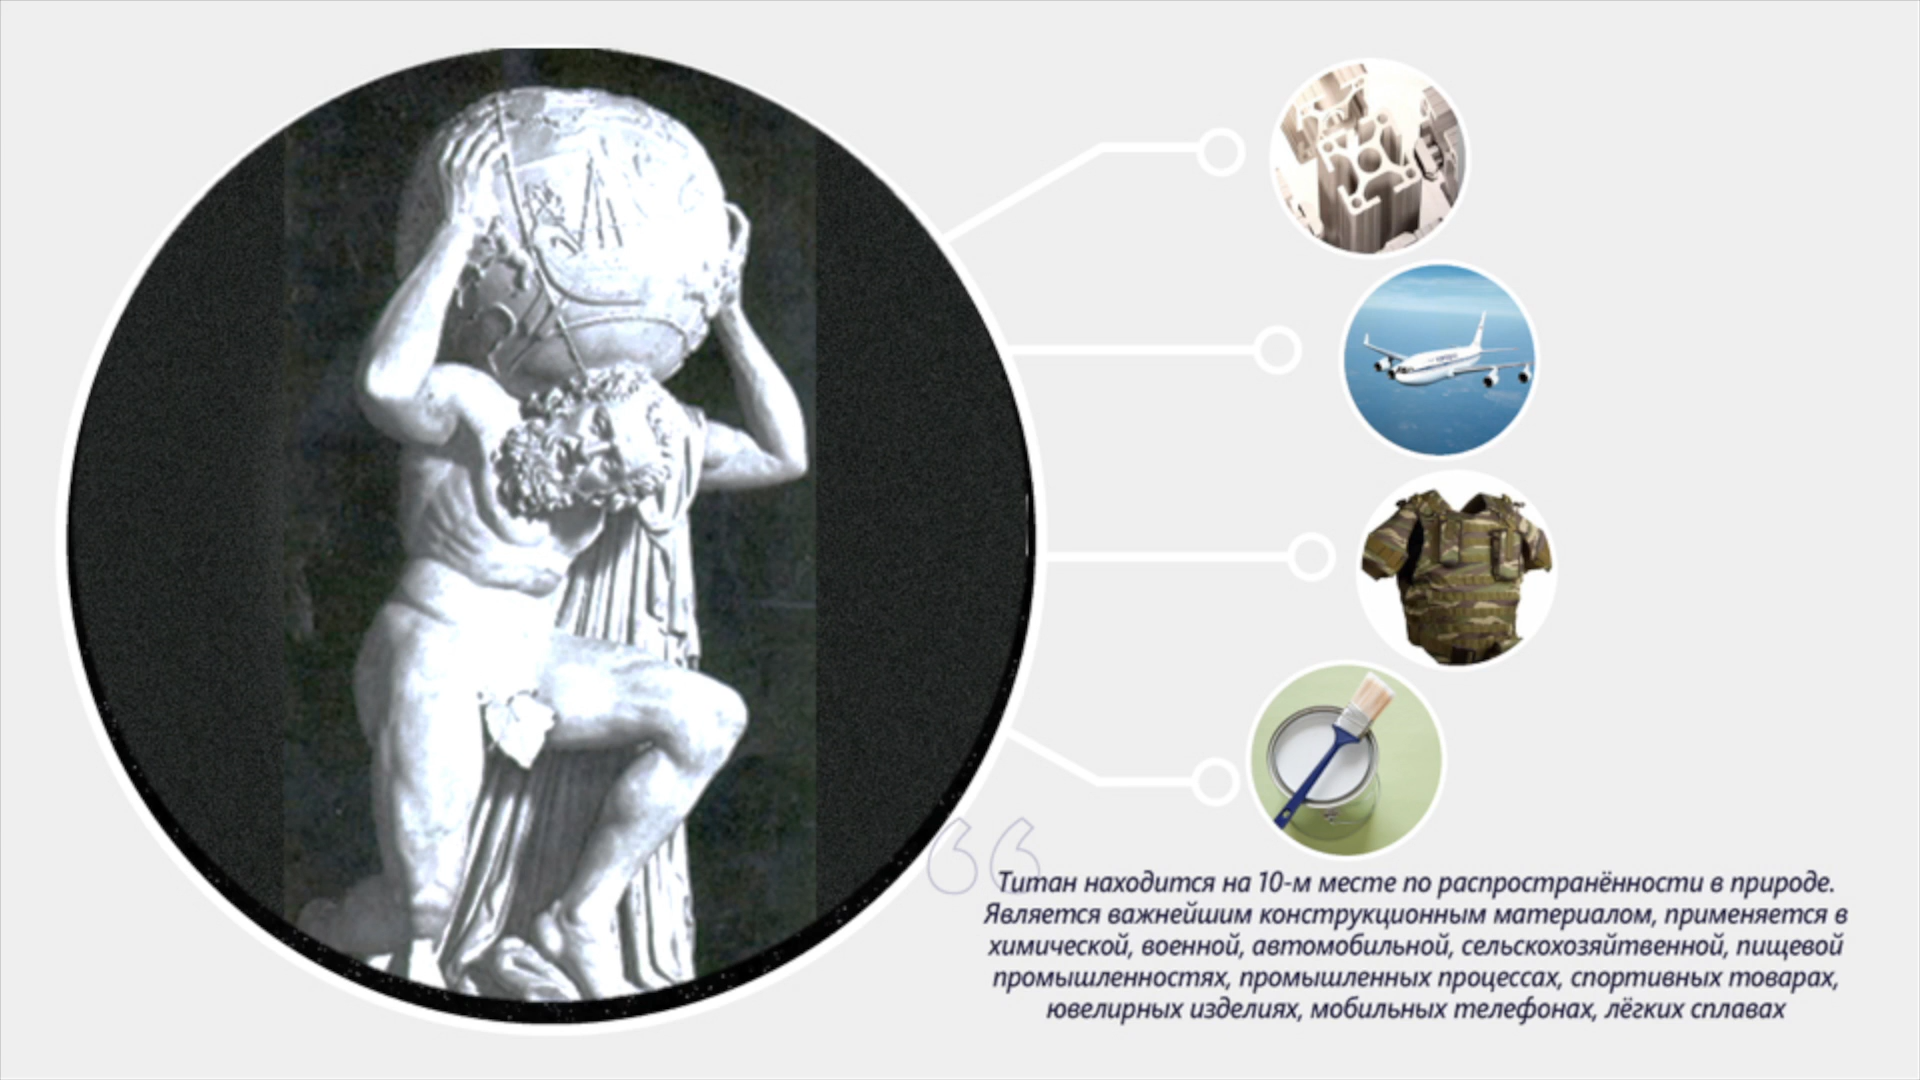 Титан находится на 10-м месте по распространённости в природе.
Является важнейшим конструкционным материалом, применяется в
химической, военной, автомобильной, сельскохозяйтвенной, пищевой
промышленностях, промышленных процессах, спортивных товарах,
ювелирных изделиях, мобильных телефонах, лёгких сплавах